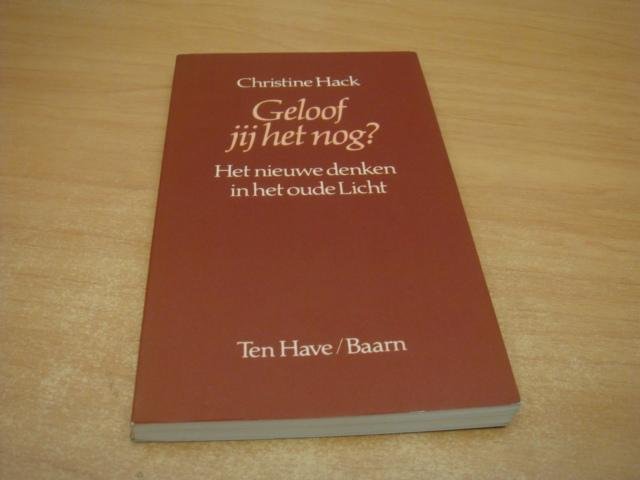 Christine Hack
Geloof
jij het nog?
Het nieuwe denken
in het oude Licht
Ten Have/Baarn